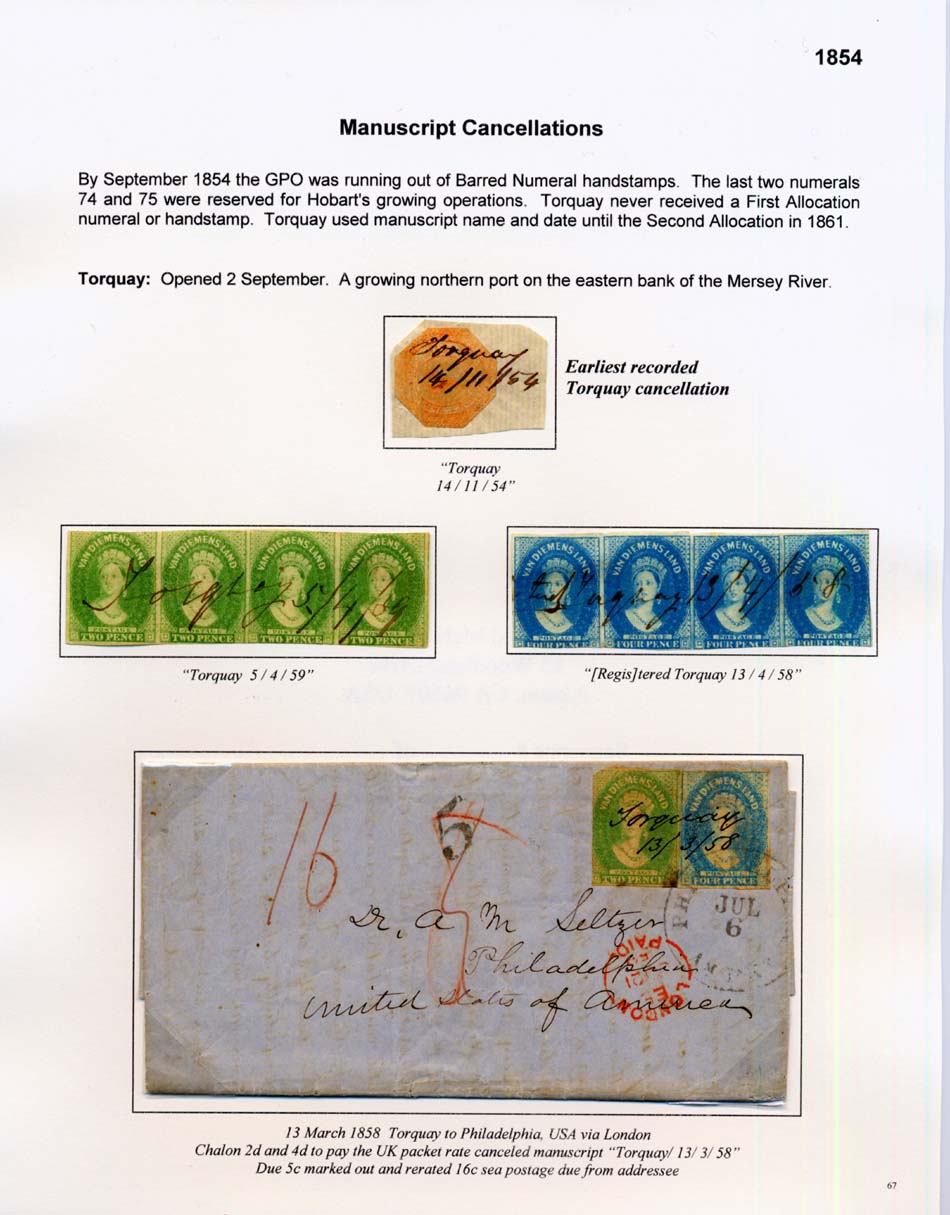 1854
Manuscript Cancellations
By September 1854 the GPO was running out of Barred Numeral handstamps. The last two numerals
74 and 75 were reserved for Hobart's growing operations. Torquay never received a First Allocation
numeral or handstamp. Torquay used manuscript name and date until the Second Allocation in 1861.
Torquay: Opened 2 September. A growing northern port on the eastern bank of the Mersey River.
Torquay
14/11/54
Earliest recorded
Torquay cancellation
"Torquay
14 / 11 / 54"
VAN DIEMENS LAND VAN DIEMENS LAND VAN DIEMENS LAND VAN DIEMENS LAND
Torquay 5/4/59
POSTAGE POSTAGE POSTAGE POSTAGE
TWO PENCE TWO PENCE TWO PENCE TWO PENCE
"Torquay 5 / 4 / 59"
VAN DIEMENS LAND VAN DIEMENS LAND VAN DIEMENS LAND VAN DIEMENS LAND
tered Torquay 13/4/58
POSTAGE POSTAGE POSTAGE POSTAGE
FOUR PENCE FOUR PENCE FOUR PENCE FOUR PENCE
"[Regis]tered Torquay 13 / 4 / 58"
VAN DIEMENS LAND VAN DIEMENS LAND
Torquay
13/3/58
POSTAGE POSTAGE
TWO PENCE FOUR PENCE
16
5
JUL
6
Dr. A M Seltzer
Philadelphia
United States of America
LONDON
PAID
13 March 1858 Torquay to Philadelphia, USA via London
Chalon 2d and 4d to pay the UK packet rate canceled manuscript "Torquay/ 13/ 3/ 58"
Due 5c marked out and rerated 16c sea postage due from addressee
67